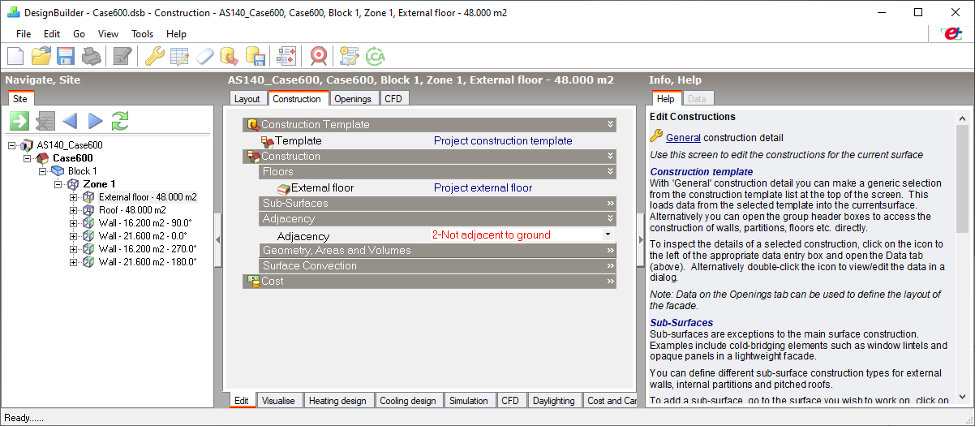 DesignBuilder - Case600.dsb - Construction - AS140_Case600, Case600, Block 1, Zone 1, External floor - 48.000 m2
File Edit Go View Tools Help
Navigate, Site
Site
AS140_Case600
Case600
Block 1
Zone 1
External floor - 48.000 m2
Roof - 48.000 m2
Wall - 16.200 m2 - 90.0°
Wall - 21.600 m2 - 0.0°
Wall - 16.200 m2 - 270.0°
Wall - 21.600 m2 - 180.0°
AS140_Case600, Case600, Block 1, Zone 1, External floor - 48.000 m2
Layout Construction Openings CFD
Construction Template
Template Project construction template
Construction
Floors
External floor Project external floor
Sub-Surfaces
Adjacency
Adjacency 2-Not adjacent to ground
Geometry, Areas and Volumes
Surface Convection
Cost
Edit Visualise Heating design Cooling design Simulation CFD Daylighting Cost and Car
Info, Help
Help Data
Edit Constructions
General construction detail
Use this screen to edit the constructions for the current surface
Construction template
With 'General' construction detail you can make a generic selection
from the construction template list at the top of the screen. This
loads data from the selected template into the currentsurface.
Alternatively you can open the group header boxes to access the
construction of walls, partitions, floors etc. directly.
To inspect the details of a selected construction, click on the icon to
the left of the appropriate data entry box and open the Data tab
(above). Alternatively double-click the icon to view/edit the data in a
dialog.
Note: Data on the Openings tab can be used to define the layout of
the facade.
Sub-Surfaces
Sub-surfaces are exceptions to the main surface construction.
Examples include cold-bridging elements such as window lintels and
opaque panels in a lightweight facade.
You can define different sub-surface construction types for external
walls, internal partitions and pitched roofs.
To add a sub-surface, go to the surface you wish to work on, click on
Ready......